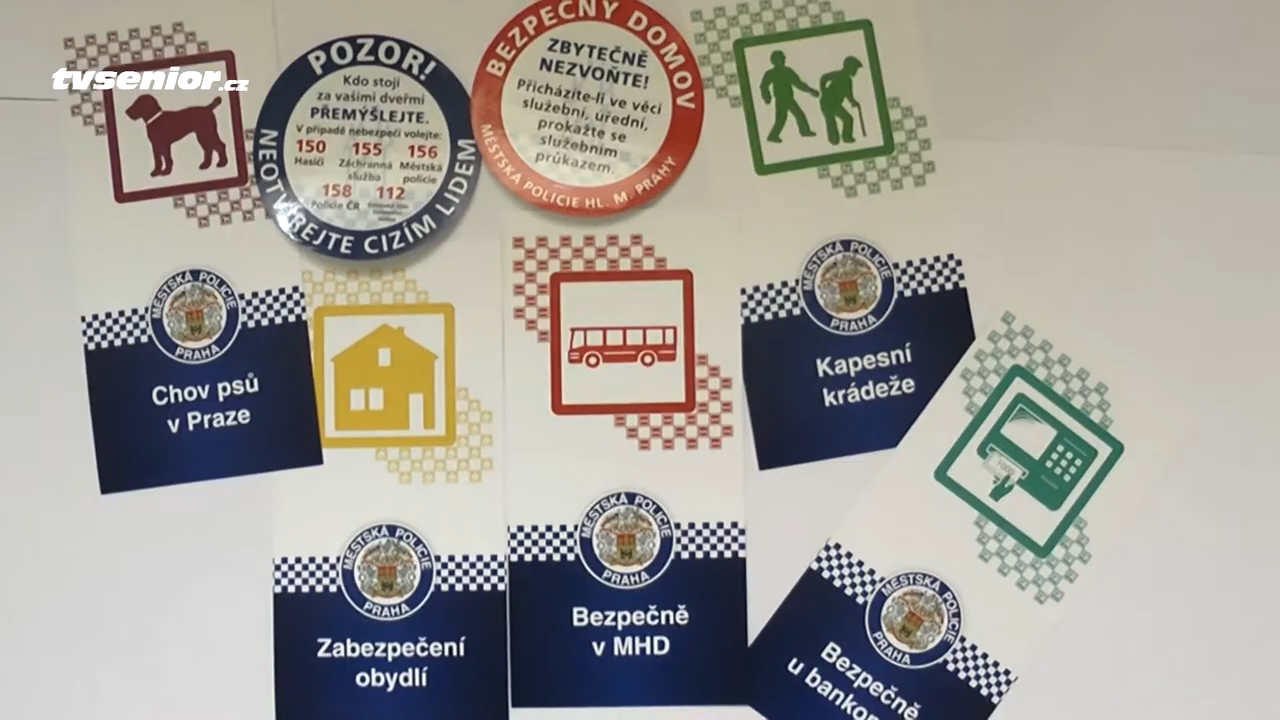 tvsenior.cz
POZOR!
Kdo stojí
za vašimi dveřmi
PŘEMÝŠLEJTE.
V případě nebezpečí volejte:
150 155 156
Hasiči Záchranná služba Městská policie
158 112
Policie ČR
NEOTVÍREJTE CIZÍM LIDEM
BEZPEČNÝ DOMOV
ZBYTEČNĚ
NEZVOŇTE!
Přicházíte-li ve věci
služební, úřední,
prokažte se
služebním
průkazem.
MĚSTSKÁ POLICIE HL. M. PRAHY
MĚSTSKÁ POLICIE
PRAHA
Chov psů
v Praze
MĚSTSKÁ POLICIE
PRAHA
Kapesní
krádeže
MĚSTSKÁ POLICIE
PRAHA
Zabezpečení
obydlí
MĚSTSKÁ POLICIE
PRAHA
Bezpečně
v MHD
1000
MĚSTSKÁ POLICIE
PRAHA
Bezpečně
u bankom